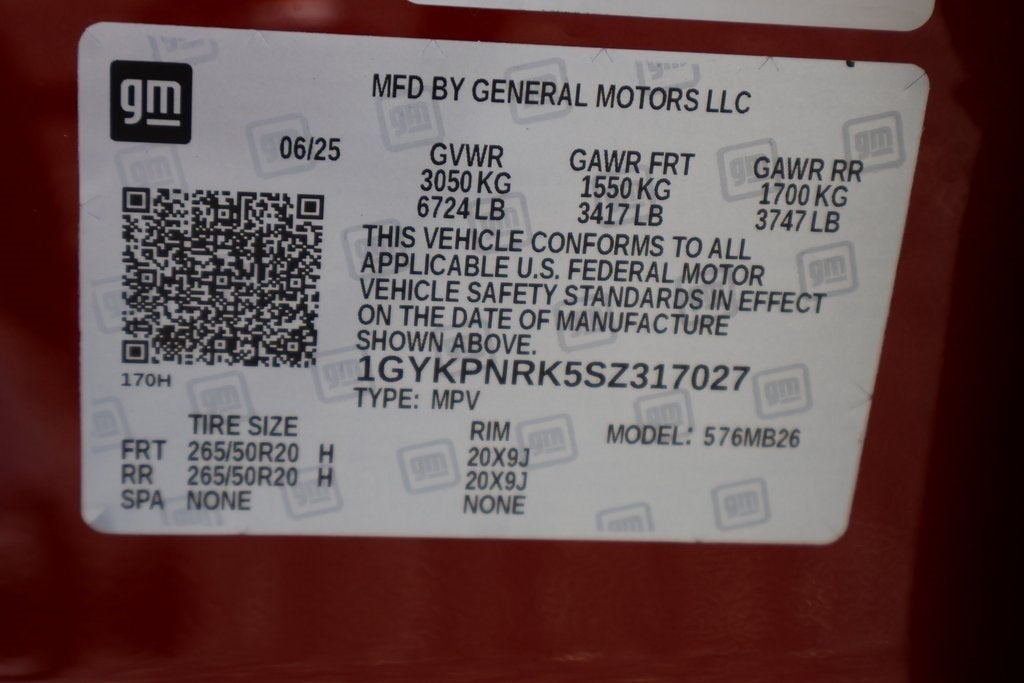 gm
MFD BY GENERAL MOTORS LLC
06/25 GVWR GAWR FRT GAWR RR
3050 KG 1550 KG 1700 KG
6724 LB 3417 LB 3747 LB
THIS VEHICLE CONFORMS TO ALL
APPLICABLE U.S. FEDERAL MOTOR
VEHICLE SAFETY STANDARDS IN EFFECT
ON THE DATE OF MANUFACTURE
SHOWN ABOVE.
170H
1GYKPNRK5SZ317027
TYPE: MPV
TIRE SIZE RIM MODEL: 576MB26
FRT 265/50R20 H 20X9J
RR 265/50R20 H 20X9J
SPA NONE NONE